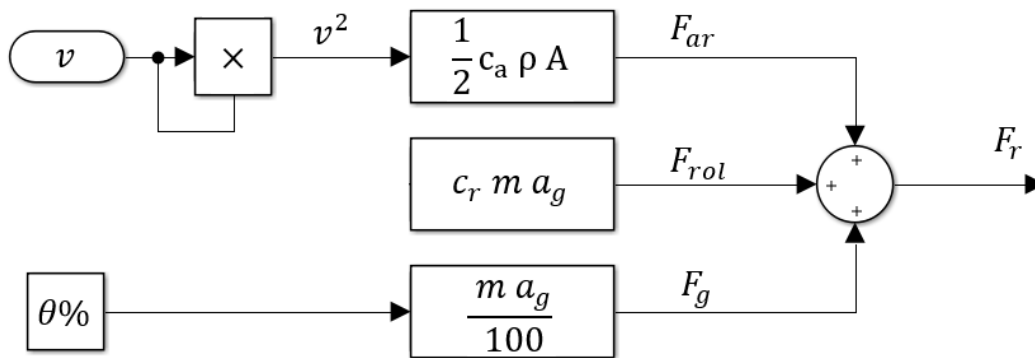 v
×
v²
1/2 cₐ ρ A
F_ar
c_r m a_g
F_rol
+
+
+
F_r
θ%
m a_g / 100
F_g